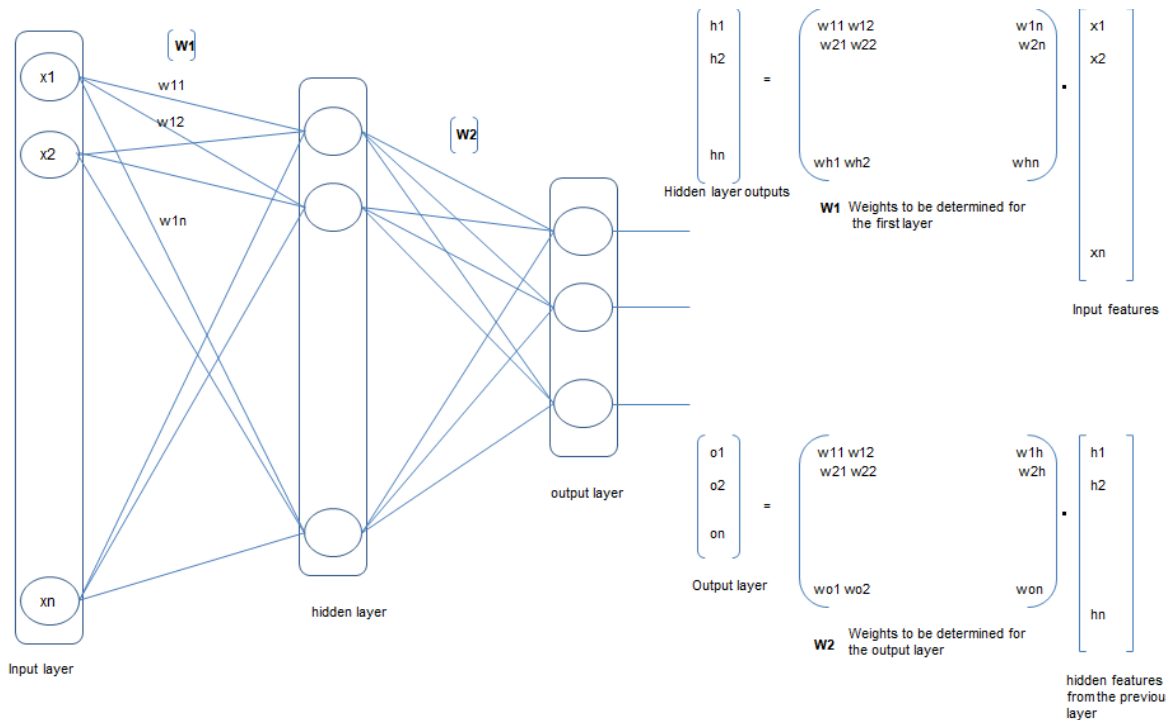 [W1]
x1
w11
w12
x2
w1n
xn
Input layer
hidden layer
[W2]
output layer
h1
h2
hn
Hidden layer outputs
=
w11 w12 w1n
w21 w22 w2n
wh1 wh2 whn
W1 Weights to be determined for
the first layer
.
x1
x2
xn
Input features
o1
o2
on
Output layer
=
w11 w12 w1h
w21 w22 w2h
wo1 wo2 won
W2 Weights to be determined for
the output layer
.
h1
h2
hn
hidden features
from the previou
layer